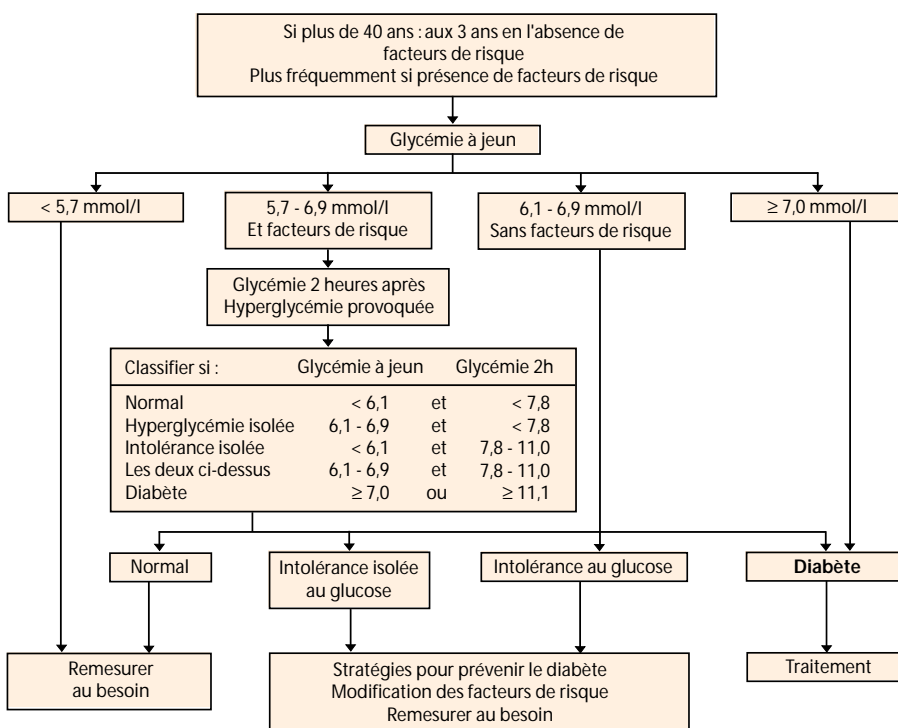 Si plus de 40 ans : aux 3 ans en l'absence de
facteurs de risque
Plus fréquemment si présence de facteurs de risque
Glycémie à jeun
< 5,7 mmol/l
5,7 - 6,9 mmol/l
Et facteurs de risque
6,1 - 6,9 mmol/l
Sans facteurs de risque
≥ 7,0 mmol/l
Glycémie 2 heures après
Hyperglycémie provoquée
Classifier si : Glycémie à jeun Glycémie 2h
Normal < 6,1 et < 7,8
Hyperglycémie isolée 6,1 - 6,9 et < 7,8
Intolérance isolée < 6,1 et 7,8 - 11,0
Les deux ci-dessus 6,1 - 6,9 et 7,8 - 11,0
Diabète ≥ 7,0 ou ≥ 11,1
Normal
Intolérance isolée
au glucose
Intolérance au glucose
Diabète
Remesurer
au besoin
Stratégies pour prévenir le diabète
Modification des facteurs de risque
Remesurer au besoin
Traitement